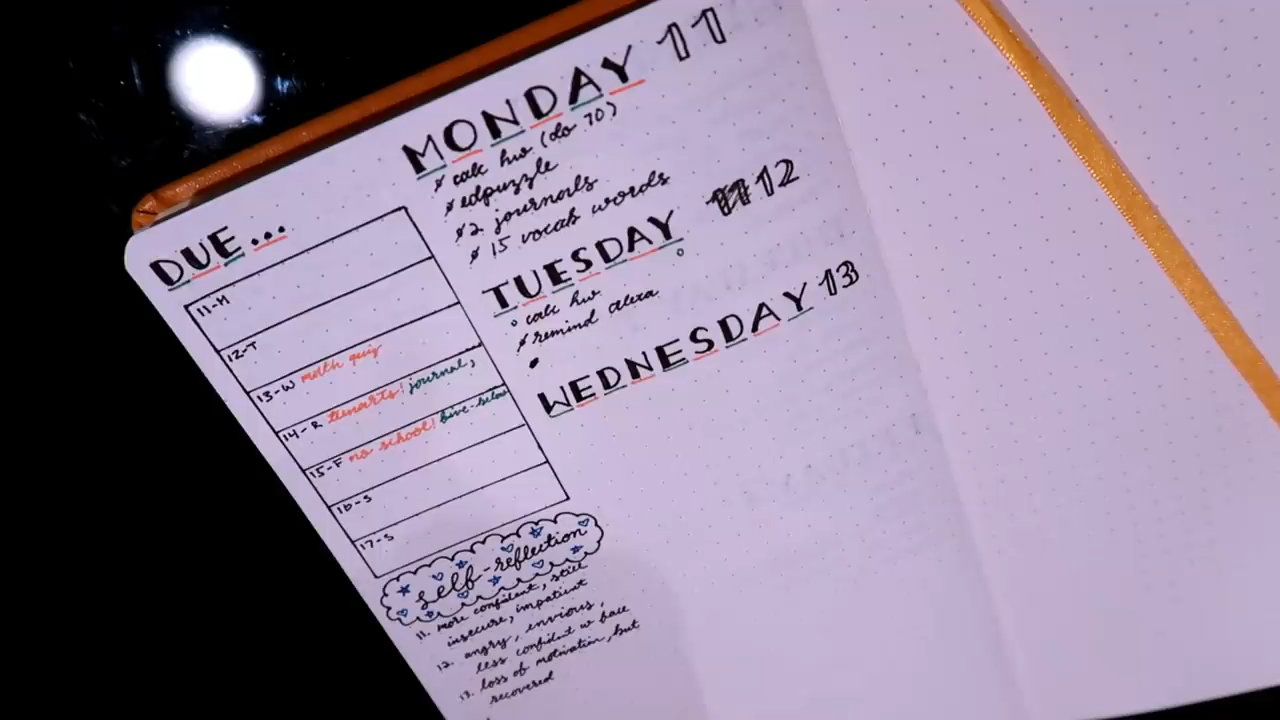 DUE...
11-M
12-T
13-W math quiz
14-R journal,
15-F no school!
16-S
17-S
self-reflection
11. more confident, still
insecure, impatient
12. angry, envious,
less confident w face
13. loss of motivation, but
recovered
MONDAY 11
calc hw (do 70)
edpuzzle
2 journals
15 vocab words
TUESDAY 12
calc hw
remind alexa
WEDNESDAY 13